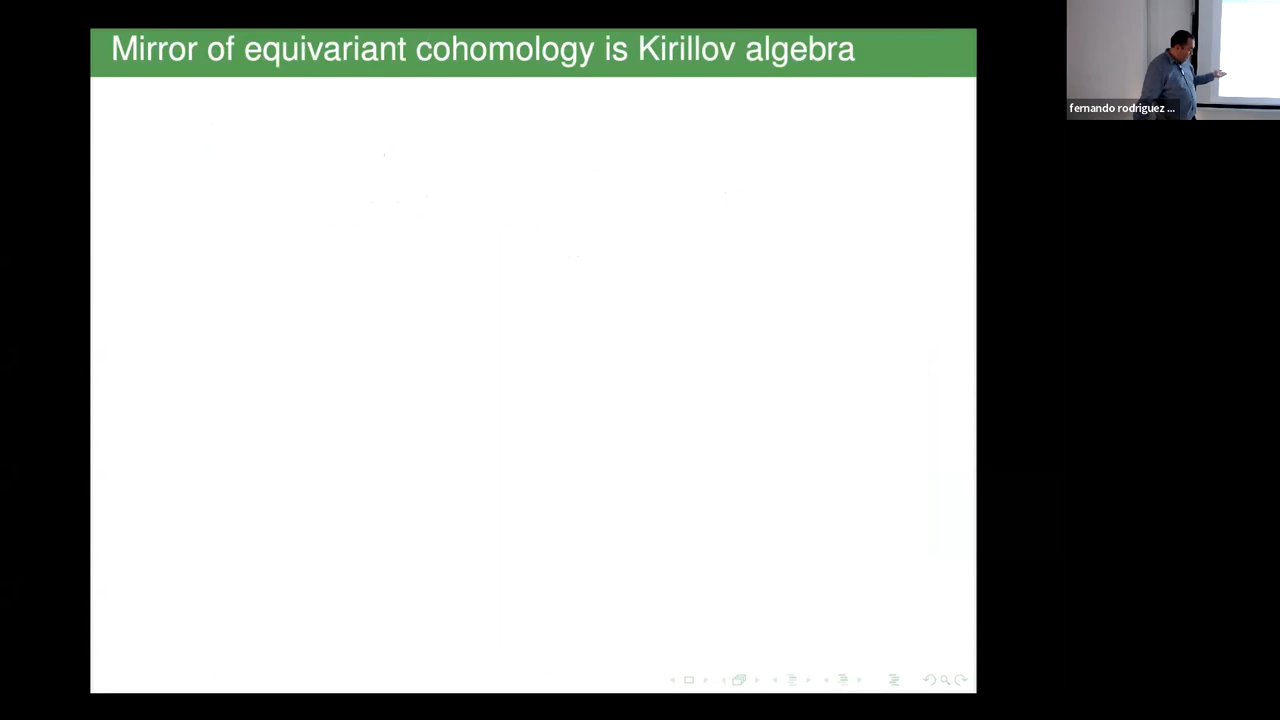 Mirror of equivariant cohomology is Kirillov algebra
fernando rodriguez ...